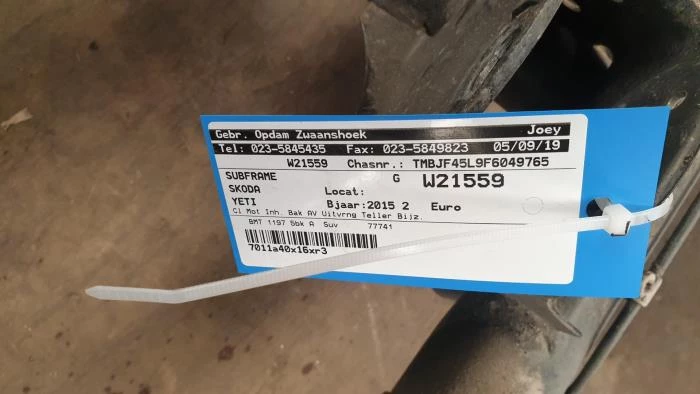 Gebr. Opdam Zwaanshoek Joey
Tel: 023-5845435 Fax: 023-5849823 05/09/19
W21559 Chasnr.: TMBJF45L9F6049765
SUBFRAME G W21559
SKODA Locat:
YETI Bjaar:2015 2 Euro
Cl Mot Inh. Bak AV Uitvrng Teller Bijz.
BMT 1197 5bk A Suv 77741
7011a40x16xr3